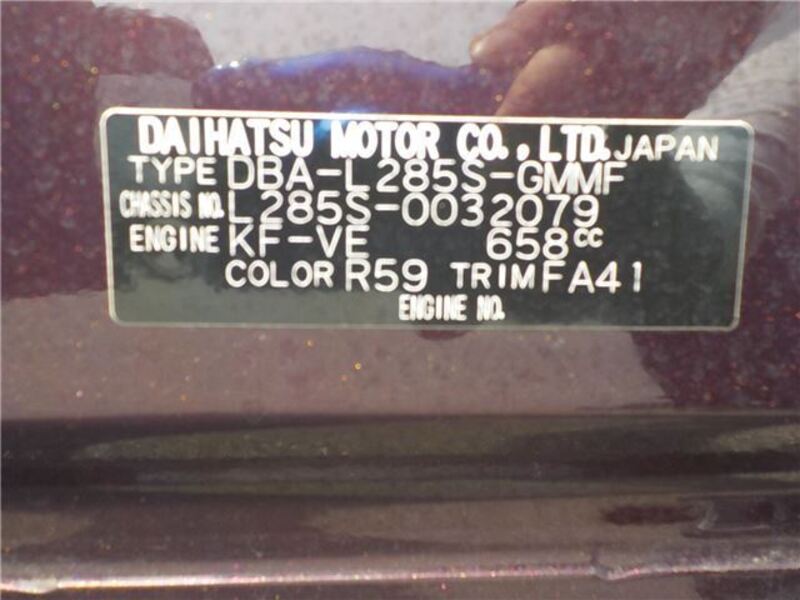 DAIHATSU MOTOR CO., LTD. JAPAN
TYPE DBA-L285S-GMMF
CHASSIS NO. L285S-0032079
ENGINE KF-VE 658cc
COLOR R59 TRIM FA41
ENGINE NO.